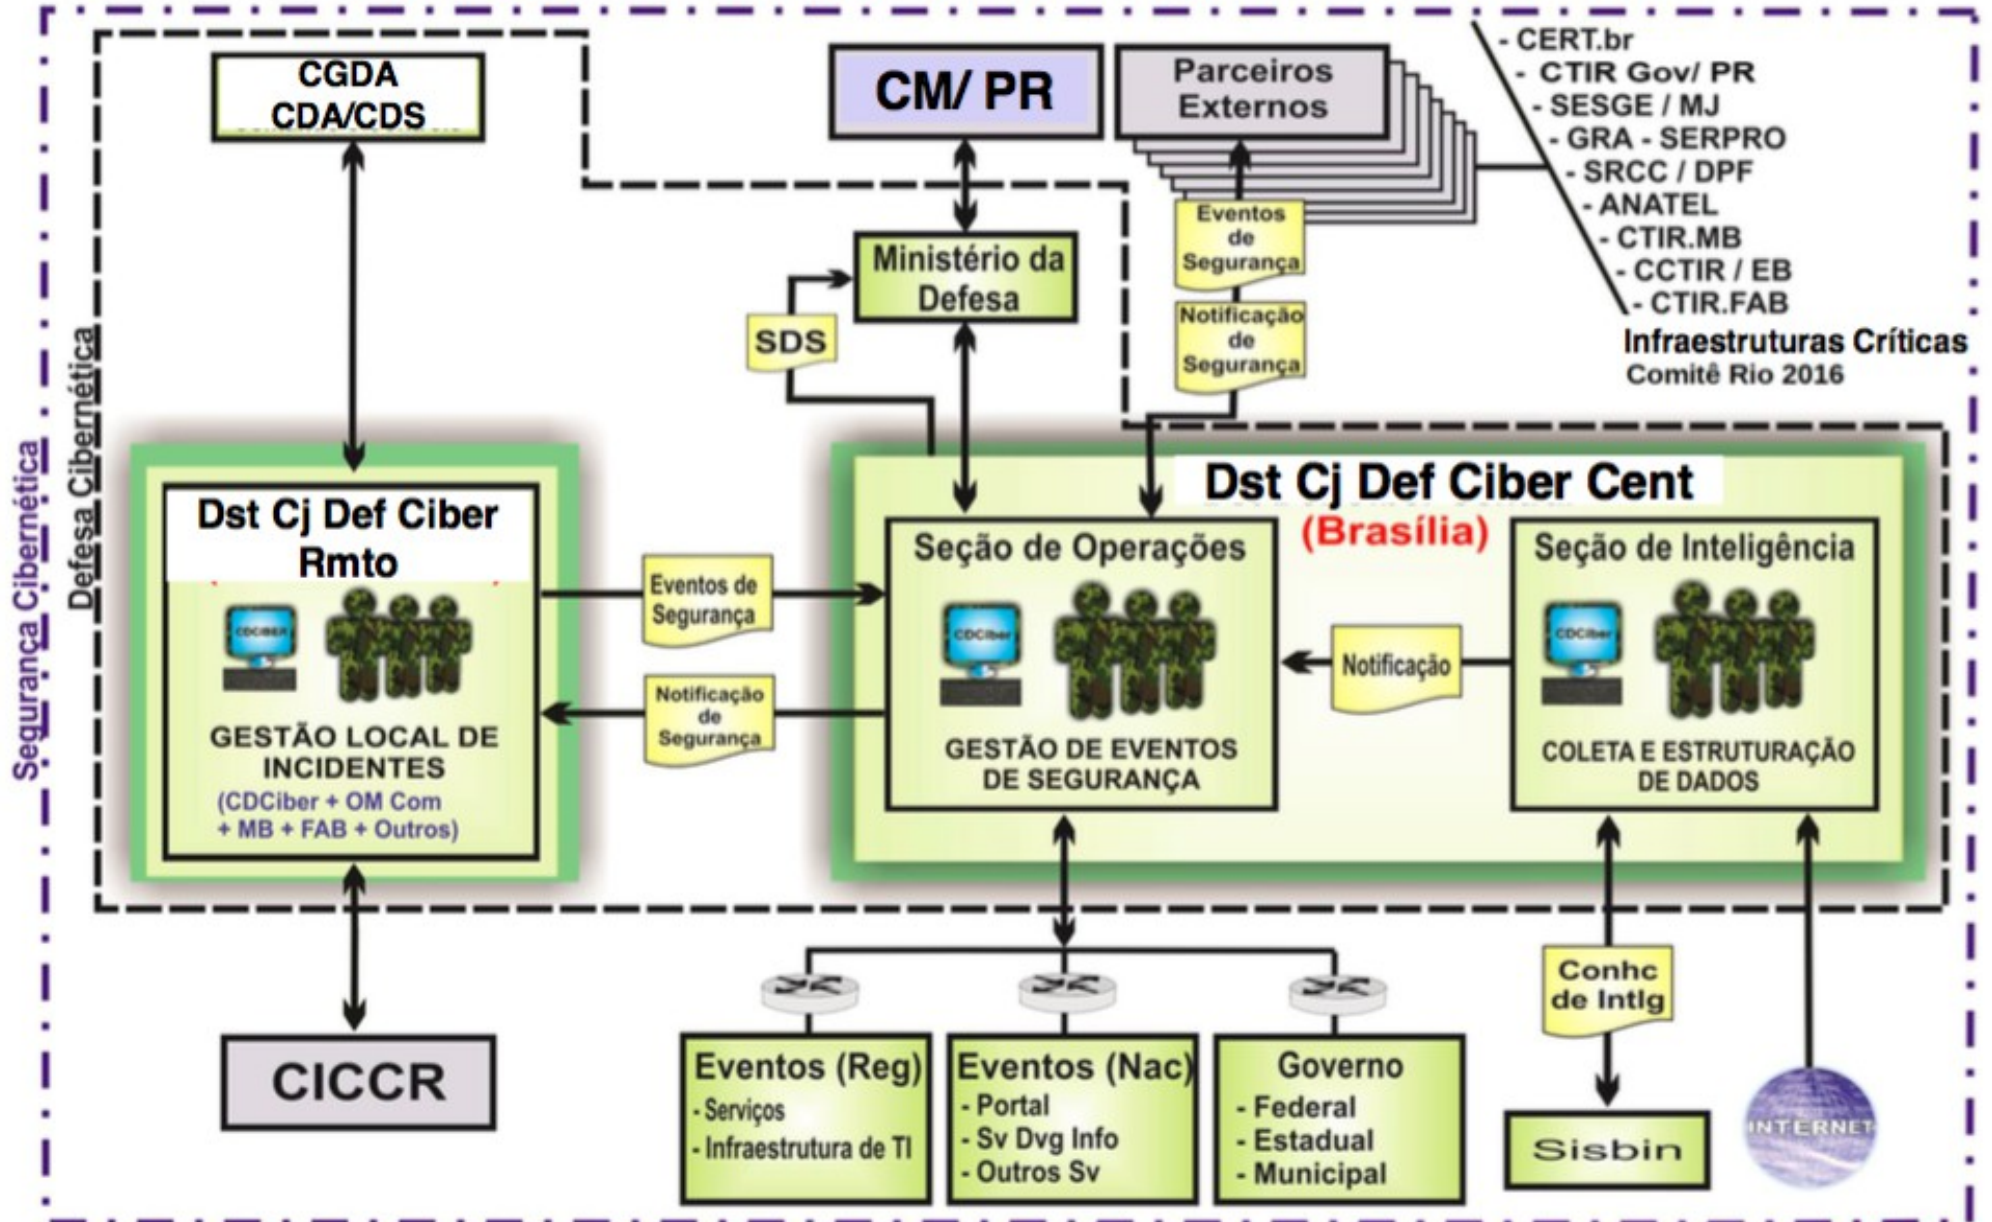 CGDA
CDA/CDS
CM/ PR
Parceiros
Externos
- CERT.br
- CTIR Gov/ PR
- SESGE / MJ
- GRA - SERPRO
- SRCC / DPF
- ANATEL
- CTIR.MB
- CCTIR / EB
- CTIR.FAB
Infraestruturas Críticas
Comitê Rio 2016
Eventos
de
Segurança
Notificação
de
Segurança
Ministério da
Defesa
SDS
Segurança Cibernética
Defesa Cibernética
Dst Cj Def Ciber
Rmto
CDCIBER
GESTÃO LOCAL DE
INCIDENTES
(CDCiber + OM Com
+ MB + FAB + Outros)
Eventos de
Segurança
Notificação
de
Segurança
Dst Cj Def Ciber Cent
(Brasília)
Seção de Operações
CDCiber
GESTÃO DE EVENTOS
DE SEGURANÇA
Notificação
Seção de Inteligência
CDCiber
COLETA E ESTRUTURAÇÃO
DE DADOS
CICCR
Eventos (Reg)
- Serviços
- Infraestrutura de TI
Eventos (Nac)
- Portal
- Sv Dvg Info
- Outros Sv
Governo
- Federal
- Estadual
- Municipal
Conhc
de Intlg
Sisbin
INTERNET